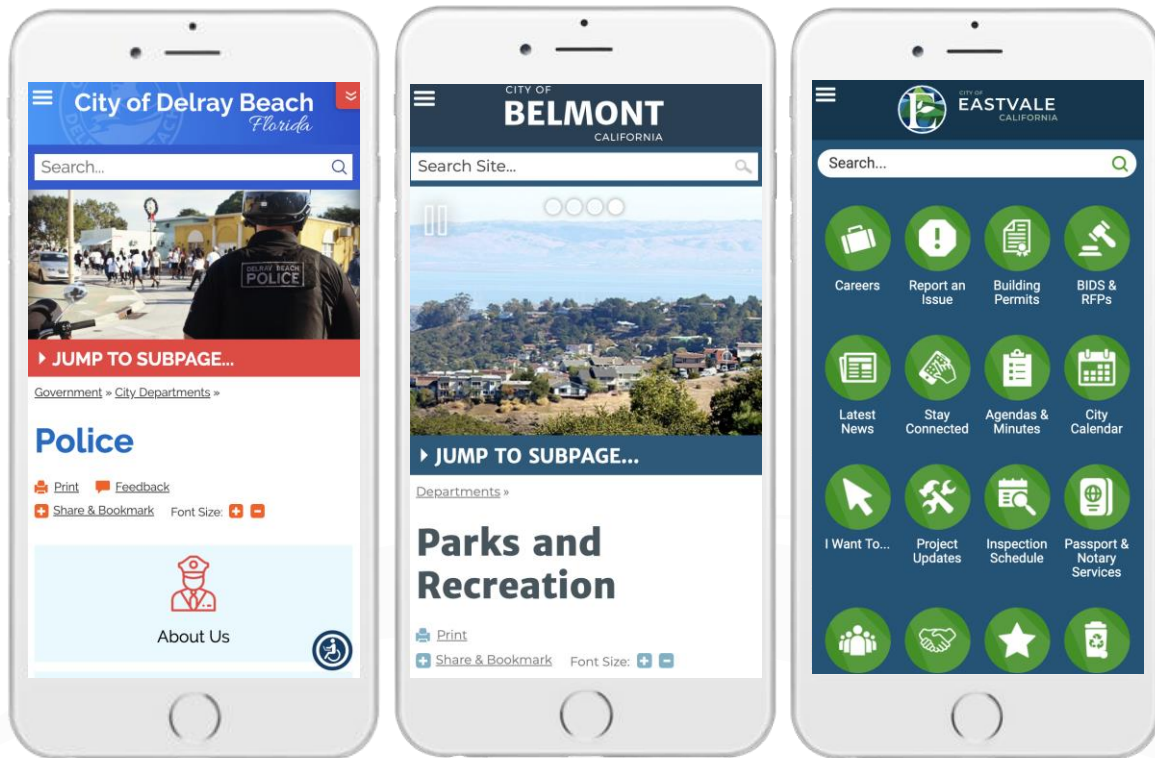 City of Delray Beach
Florida
Search...
DELRAY BEACH
POLICE
JUMP TO SUBPAGE...
Government » City Departments »
Police
Print Feedback
Share & Bookmark Font Size:
About Us
CITY OF
BELMONT
CALIFORNIA
Search Site...
JUMP TO SUBPAGE...
Departments »
Parks and
Recreation
Print
Share & Bookmark Font Size:
CITY OF
EASTVALE
CALIFORNIA
Search...
Careers
Report an
Issue
Building
Permits
BIDS &
RFPs
Latest
News
Stay
Connected
Agendas &
Minutes
City
Calendar
I Want To...
Project
Updates
Inspection
Schedule
Passport &
Notary
Services